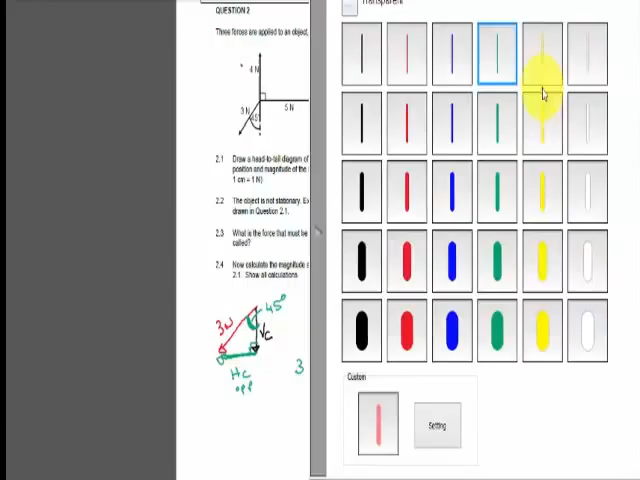 Transparent
QUESTION 2
Three forces are applied to an object,
4 N
3 N
45°
5 N
2.1 Draw a head-to-tail diagram of
position and magnitude of the
1 cm = 1 N)
2.2 The object is not stationary. Ex
drawn in Question 2.1.
2.3 What is the force that must be
called?
2.4 Now calculate the magnitude a
2.1. Show all calculations
45°
3N
Vc
Hc
opp
3
Custom
Setting